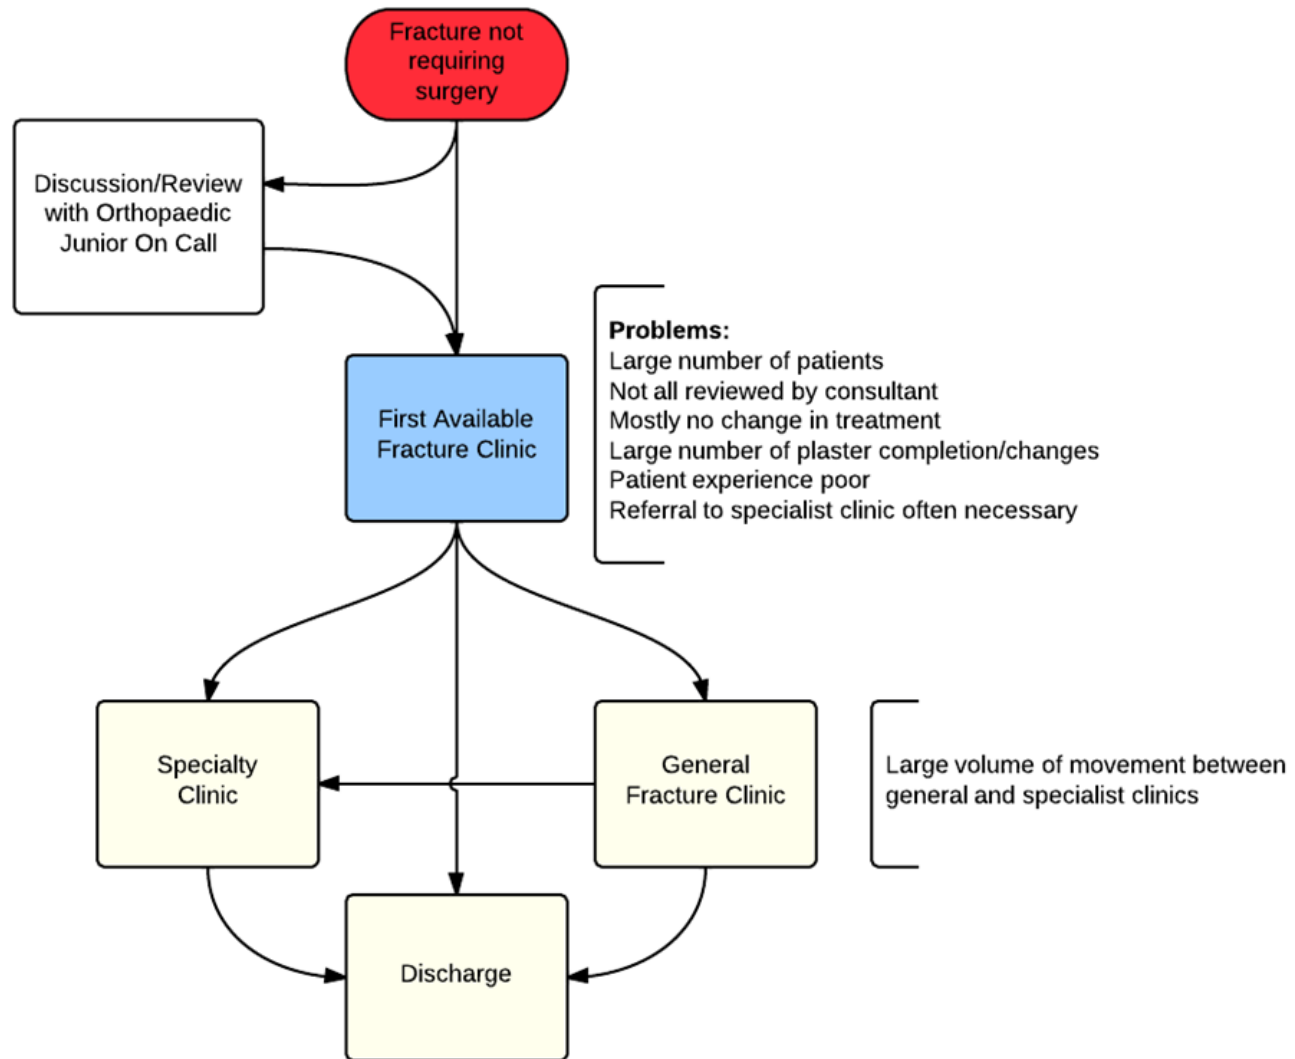 Fracture not
requiring
surgery
Discussion/Review
with Orthopaedic
Junior On Call
Problems:
Large number of patients
Not all reviewed by consultant
Mostly no change in treatment
Large number of plaster completion/changes
Patient experience poor
Referral to specialist clinic often necessary
First Available
Fracture Clinic
Specialty
Clinic
General
Fracture Clinic
Large volume of movement between
general and specialist clinics
Discharge